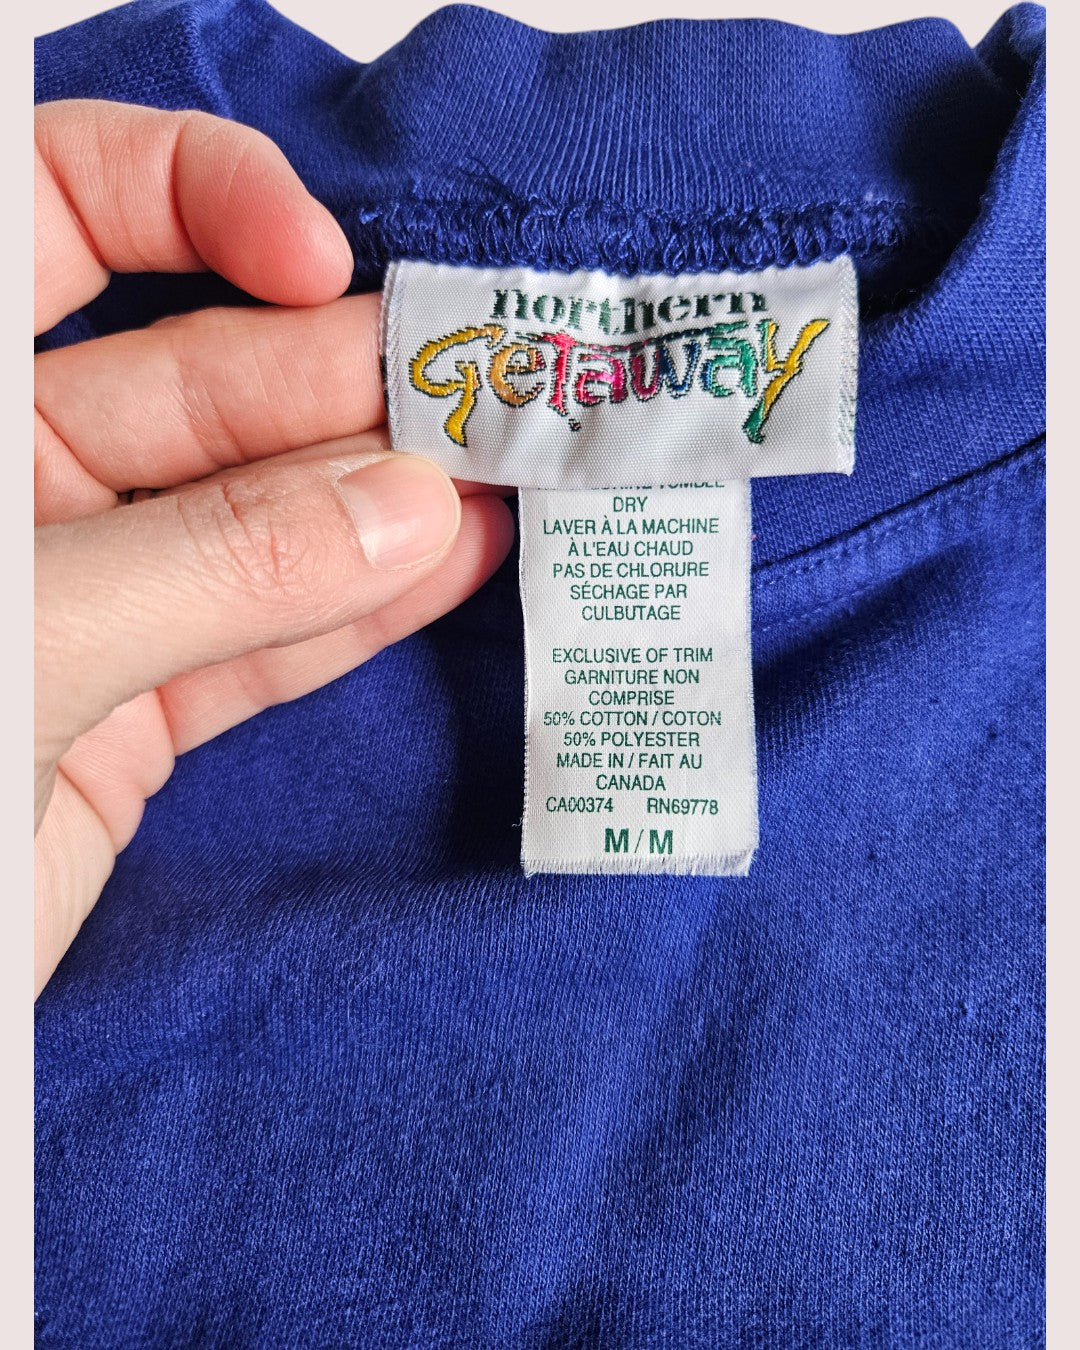 northern
Getaway
TUMBLE
DRY
LAVER À LA MACHINE
À L'EAU CHAUD
PAS DE CHLORURE
SÉCHAGE PAR
CULBUTAGE
EXCLUSIVE OF TRIM
GARNITURE NON
COMPRISE
50% COTTON / COTON
50% POLYESTER
MADE IN / FAIT AU
CANADA
CA00374 RN69778
M / M